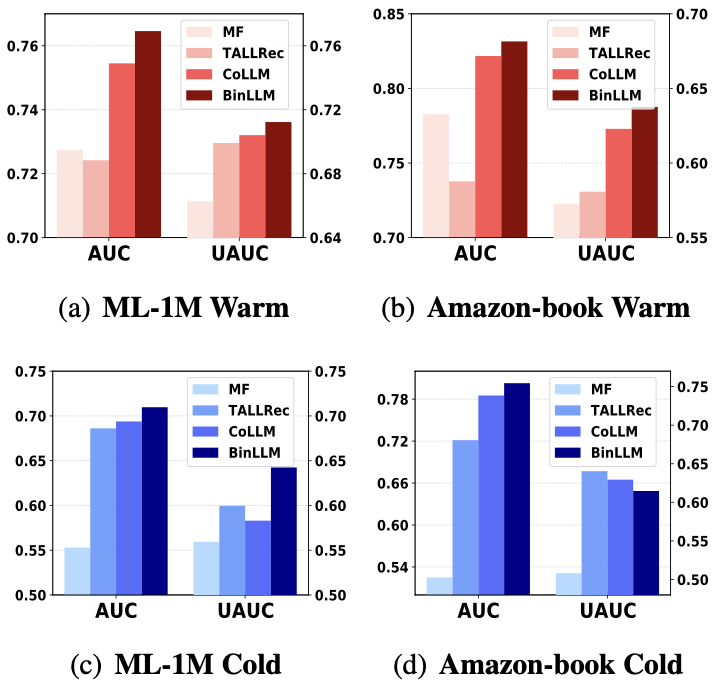 0.76
0.74
0.72
0.70
MF
TALLRec
CoLLM
BinLLM
0.76
0.72
0.68
0.64
AUC
UAUC
(a) ML-1M Warm
0.85
0.80
0.75
0.70
MF
TALLRec
CoLLM
BinLLM
0.70
0.65
0.60
0.55
AUC
UAUC
(b) Amazon-book Warm
0.75
0.70
0.65
0.60
0.55
0.50
MF
TALLRec
CoLLM
BinLLM
0.75
0.70
0.65
0.60
0.55
0.50
AUC
UAUC
(c) ML-1M Cold
0.78
0.72
0.66
0.60
0.54
MF
TALLRec
CoLLM
BinLLM
0.75
0.70
0.65
0.60
0.55
0.50
AUC
UAUC
(d) Amazon-book Cold